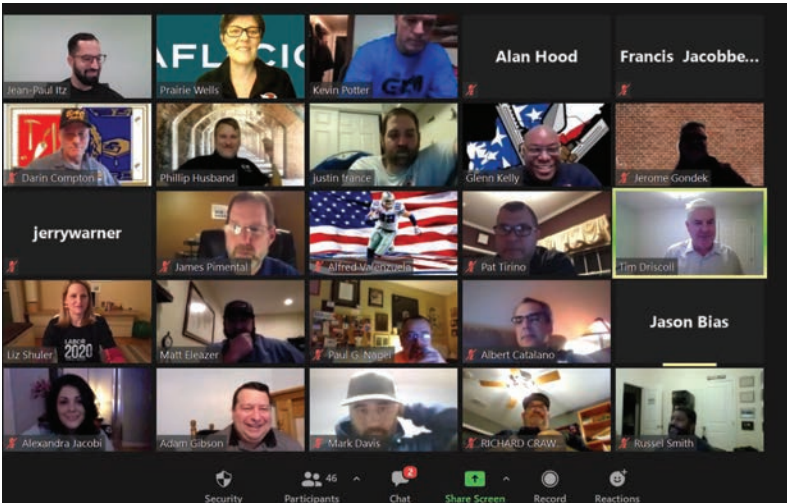 Jean-Paul Itz
AFL CIO
Prairie Wells
Kevin Potter
Alan Hood
Francis Jacobbe...
Darin Compton
Phillip Husband
justin france
Glenn Kelly
Jerome Gondek
jerrywarner
James Pimental
Alfred Valenzuela
Pat Tirino
Tim Driscoll
Liz Shuler
LABOR
2020
Matt Eleazer
Paul G. Nagel
Albert Catalano
Jason Bias
Alexandra Jacobi
Adam Gibson
Mark Davis
RICHARD CRAW...
Russel Smith
46
2
Security
Participants
Chat
Share Screen
Record
Reactions